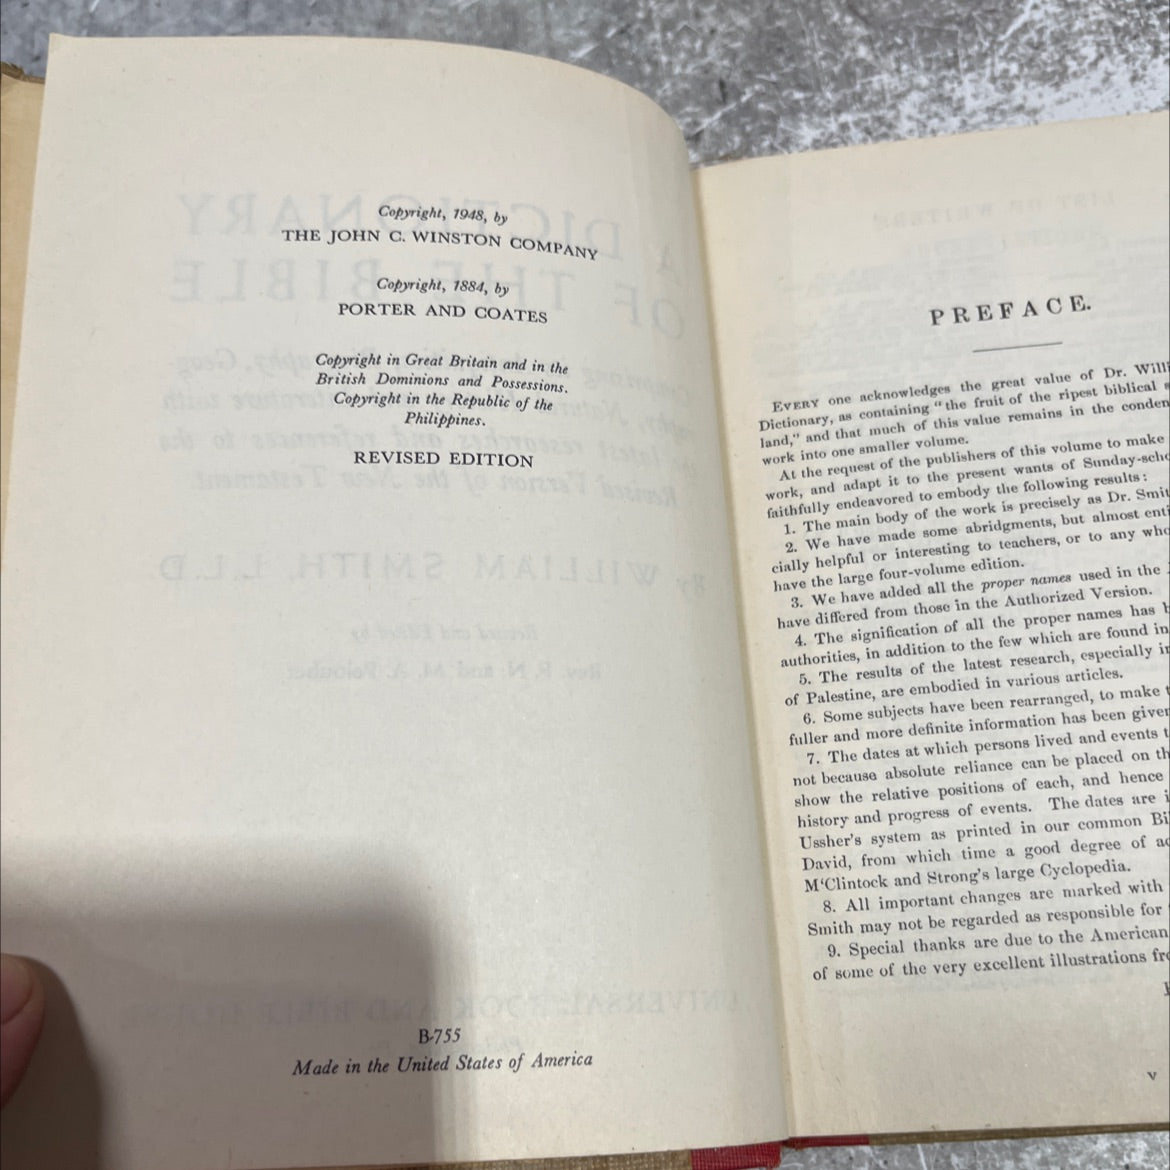 Copyright, 1948, by
THE JOHN C. WINSTON COMPANY
Copyright, 1884, by
PORTER AND COATES
Copyright in Great Britain and in the
British Dominions and Possessions.
Copyright in the Republic of the
Philippines.
REVISED EDITION
B-755
Made in the United States of America
PREFACE.
EVERY one acknowledges the great value of Dr.
Dictionary, as containing "the fruit of the ripest biblical
land," and that much of this value remains in the
work into one smaller volume.
At the request of the publishers of this volume to make
work, and adapt it to the present wants of
faithfully endeavored to embody the following results:
1. The main body of the work is precisely as Dr.
2. We have made some abridgments, but almost
cially helpful or interesting to teachers, or to any
have the large four-volume edition.
3. We have added all the proper names used in the
have differed from those in the Authorized Version.
4. The signification of all the proper names has
authorities, in addition to the few which are found in
5. The results of the latest research, especially
of Palestine, are embodied in various articles.
6. Some subjects have been rearranged, to make
fuller and more definite information has been given
7. The dates at which persons lived and events
not because absolute reliance can be placed on
show the relative positions of each, and hence
history and progress of events. The dates are
Ussher's system as printed in our common
David, from which time a good degree of
M'Clintock and Strong's large Cyclopedia.
8. All important changes are marked with
Smith may not be regarded as responsible for
9. Special thanks are due to the American
of some of the very excellent illustrations
v